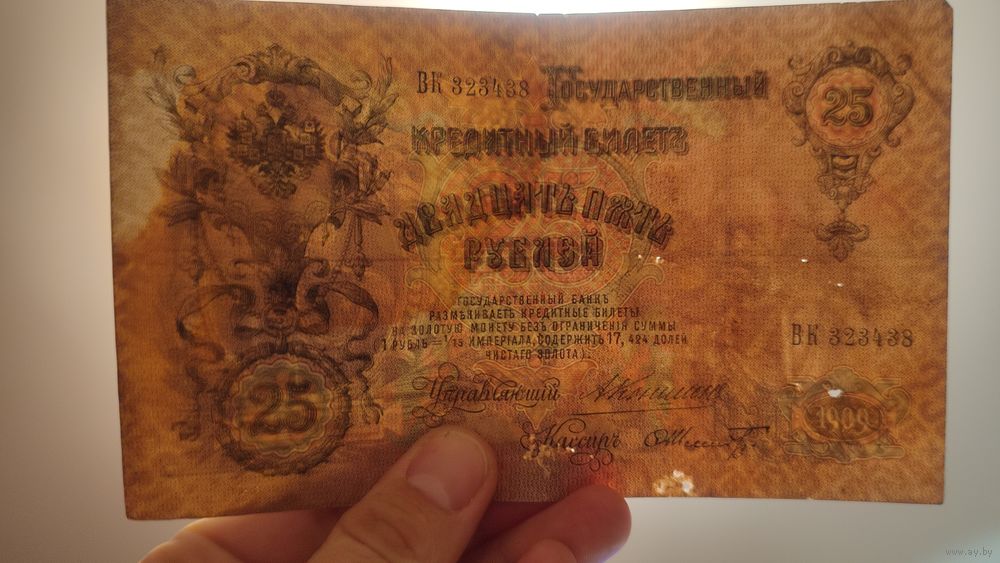 ВК 323438 Государственный
25
Кредитный Билетъ
Двадцать пять
рублей
Государственный Банкъ
размѣниваетъ кредитные билеты
на золотую монету безъ ограниченія суммы
(1 рубль = 1/15 империала, содержитъ 17, 424 долей
чистаго золота).
ВК 323438
25
Управляющій
Кассиръ
1909
www.ay.by